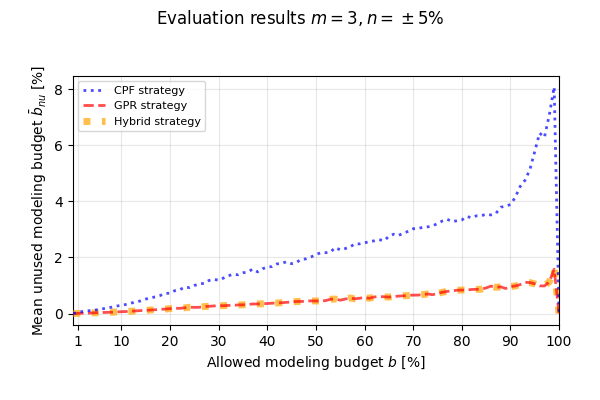 Evaluation results m = 3, n = ±5%
CPF strategy
GPR strategy
Hybrid strategy
Mean unused modeling budget b̄nu [%]
8
6
4
2
0
1 10 20 30 40 50 60 70 80 90 100
Allowed modeling budget b [%]